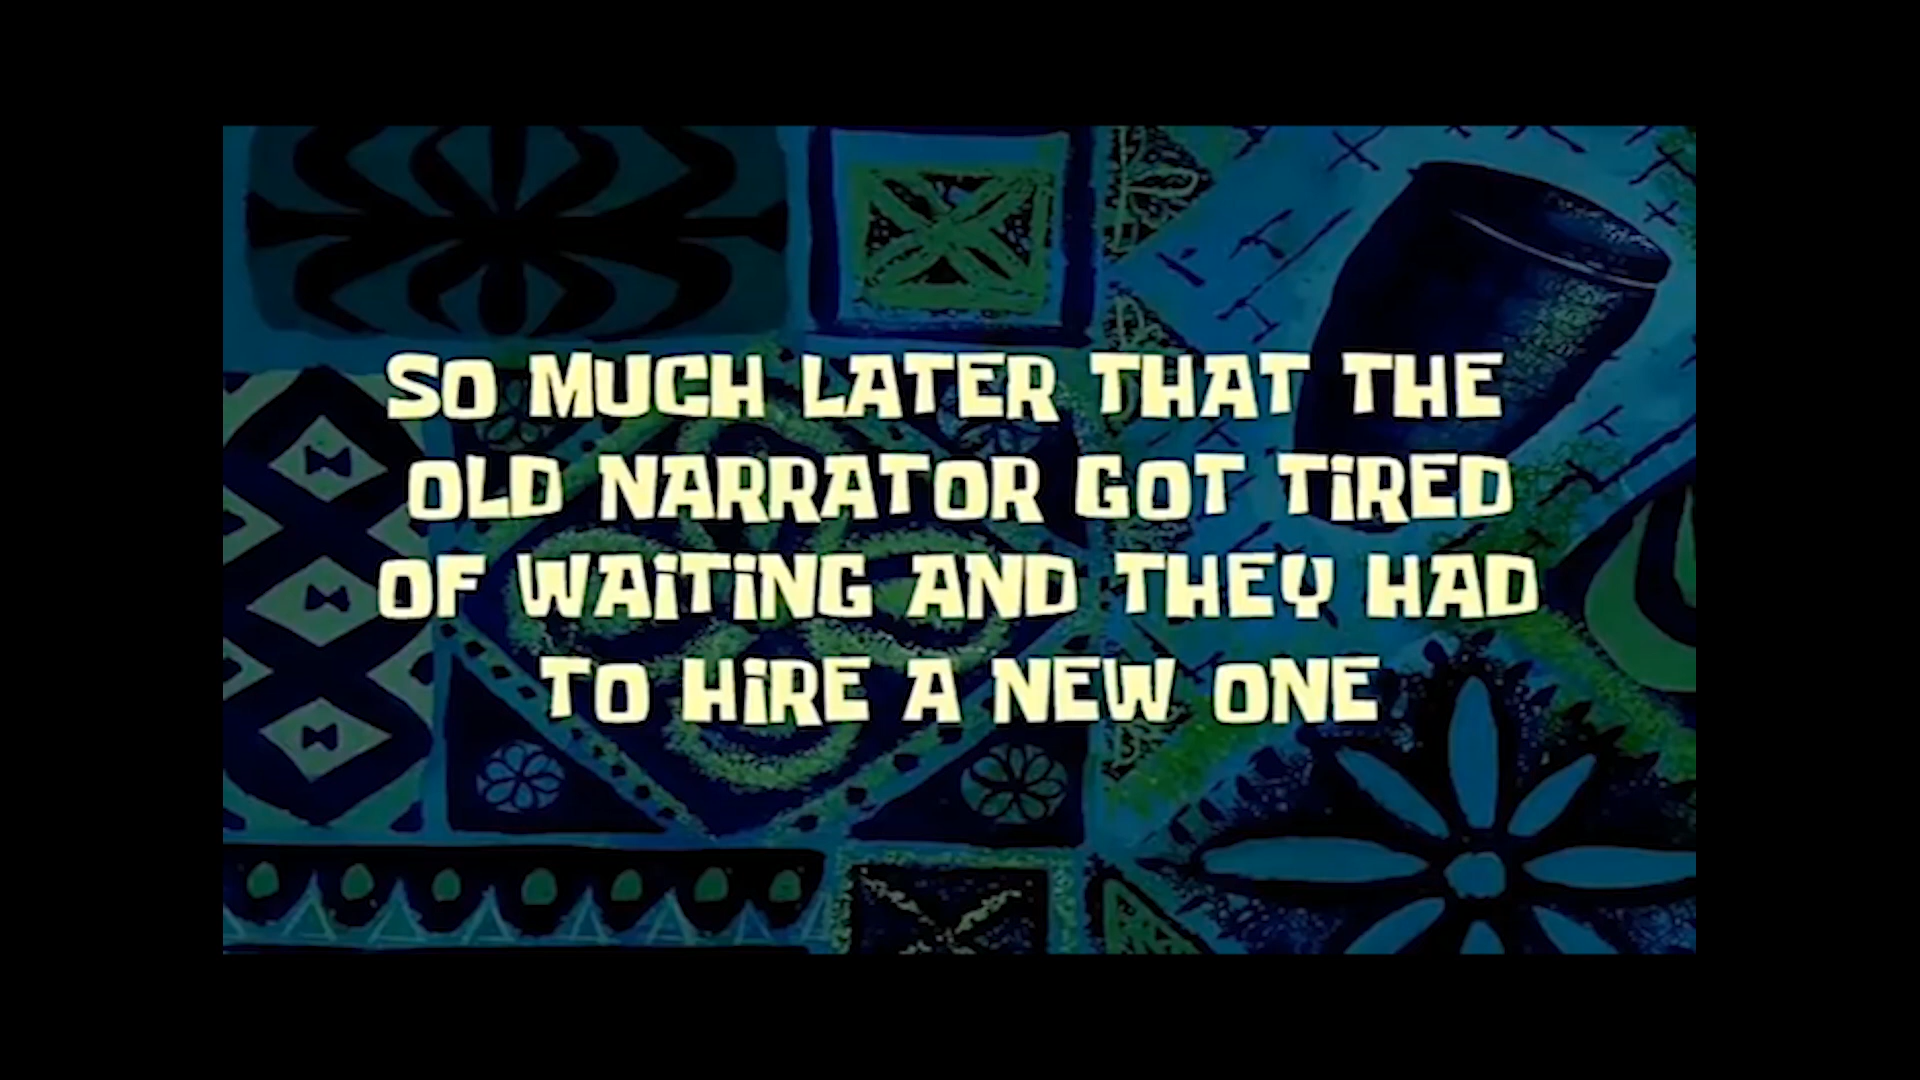 SO MUCH LATER THAT THE
OLD NARRATOR GOT TiRED
OF WAiTiNG AND THEY HAD
TO HiRE A NEW ONE